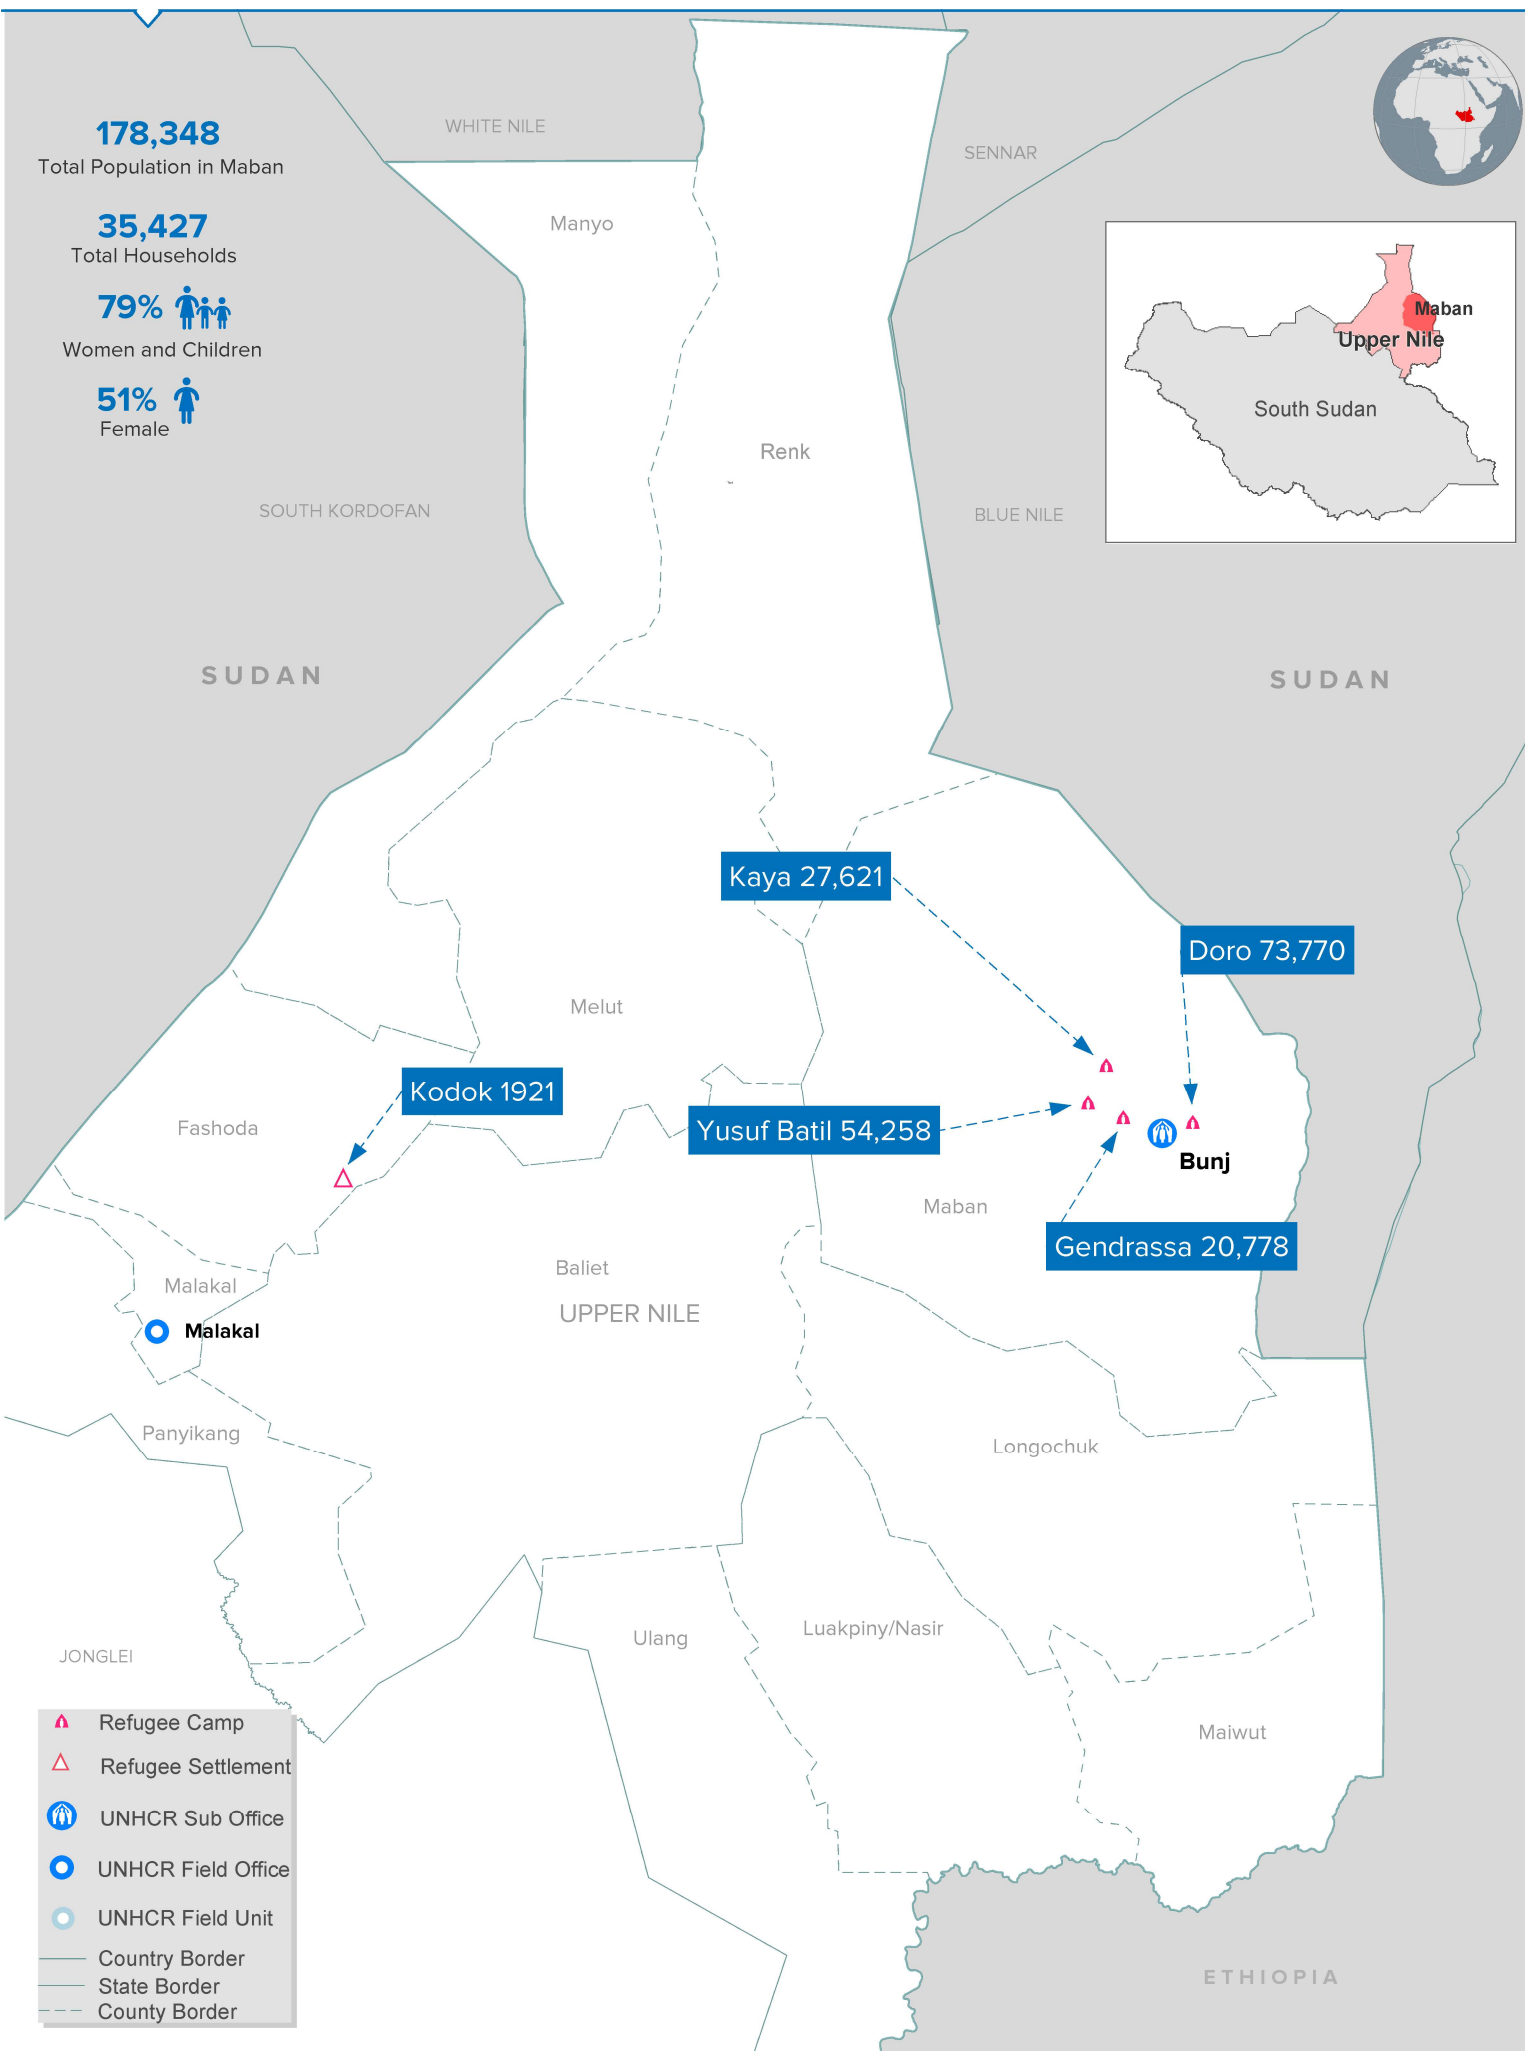 178,348
Total Population in Maban
35,427
Total Households
79%
Women and Children
51%
Female
WHITE NILE
SENNAR
Manyo
Renk
SOUTH KORDOFAN
BLUE NILE
SUDAN
SUDAN
Maban
Upper Nile
South Sudan
Kaya 27,621
Doro 73,770
Melut
Kodok 1921
Fashoda
Yusuf Batil 54,258
Bunj
Maban
Gendrassa 20,778
Baliet
Malakal
UPPER NILE
Malakal
Panyikang
Longochuk
Luakpiny/Nasir
Ulang
JONGLEI
Maiwut
Refugee Camp
Refugee Settlement
UNHCR Sub Office
UNHCR Field Office
UNHCR Field Unit
Country Border
State Border
County Border
ETHIOPIA